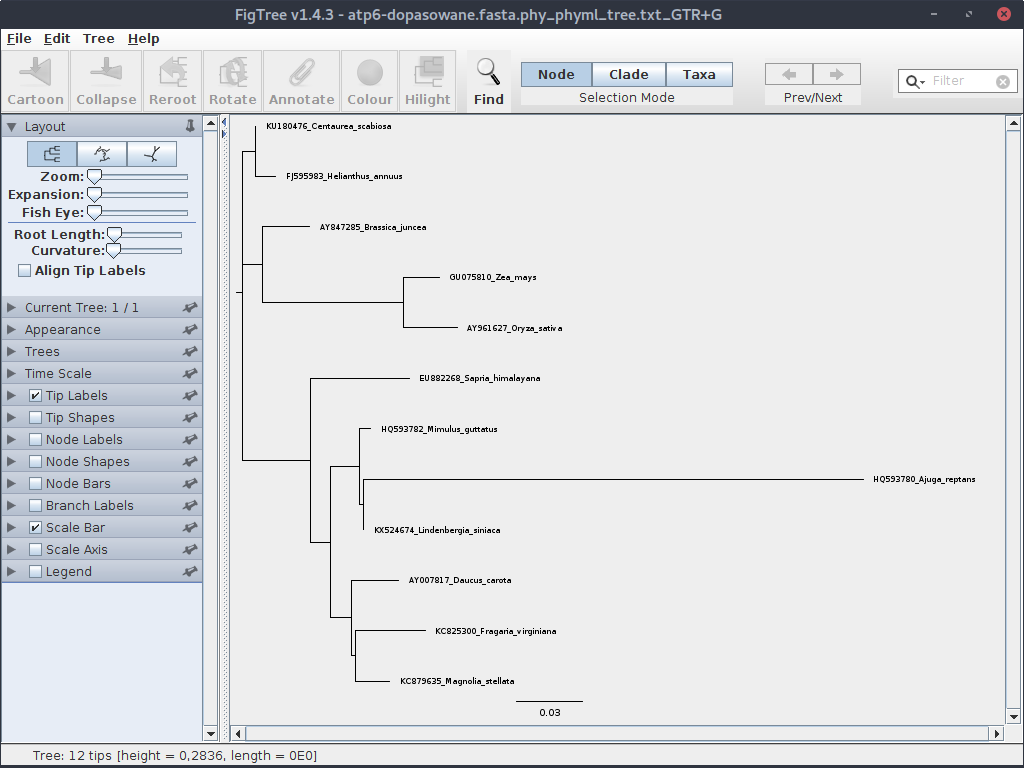 FigTree v1.4.3 - atp6-dopasowane.fasta.phy_phyml_tree.txt_GTR+G
File Edit Tree Help
Cartoon Collapse Reroot Rotate Annotate Colour Hilight Find
Node Clade Taxa
Selection Mode
Prev/Next
Filter
Layout
Zoom:
Expansion:
Fish Eye:
Root Length:
Curvature:
Align Tip Labels
Current Tree: 1 / 1
Appearance
Trees
Time Scale
Tip Labels
Tip Shapes
Node Labels
Node Shapes
Node Bars
Branch Labels
Scale Bar
Scale Axis
Legend
KU180476_Centaurea_scabiosa
FJ595983_Helianthus_annuus
AY847285_Brassica_juncea
GU075810_Zea_mays
AY961627_Oryza_sativa
EU882268_Sapria_himalayana
HQ593782_Mimulus_guttatus
HQ593780_Ajuga_reptans
KX524674_Lindenbergia_siniaca
AY007817_Daucus_carota
KC825300_Fragaria_virginiana
KC879635_Magnolia_stellata
0.03
Tree: 12 tips [height = 0,2836, length = 0E0]